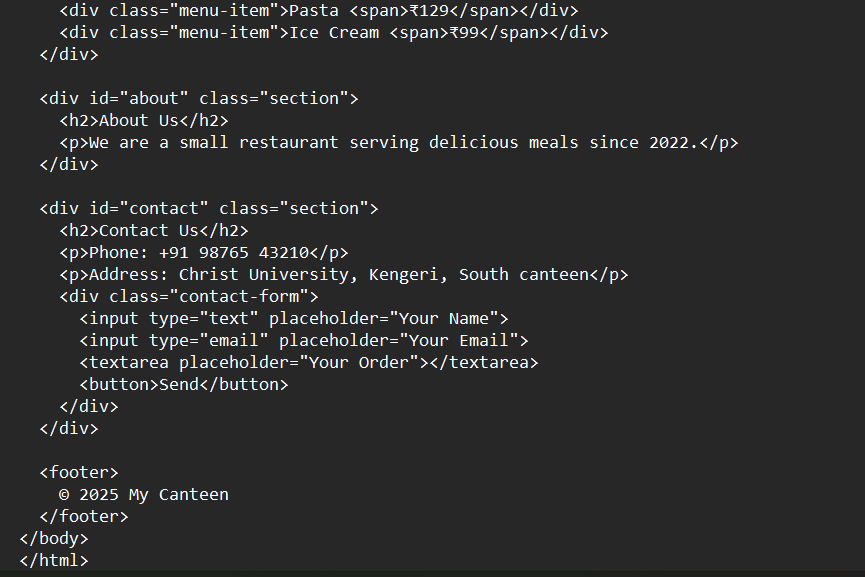 <div class="menu-item">Pasta <span>₹129</span></div>
<div class="menu-item">Ice Cream <span>₹99</span></div>
</div>
<div id="about" class="section">
<h2>About Us</h2>
<p>We are a small restaurant serving delicious meals since 2022.</p>
</div>
<div id="contact" class="section">
<h2>Contact Us</h2>
<p>Phone: +91 98765 43210</p>
<p>Address: Christ University, Kengeri, South canteen</p>
<div class="contact-form">
<input type="text" placeholder="Your Name">
<input type="email" placeholder="Your Email">
<textarea placeholder="Your Order"></textarea>
<button>Send</button>
</div>
</div>
<footer>
© 2025 My Canteen
</footer>
</body>
</html>